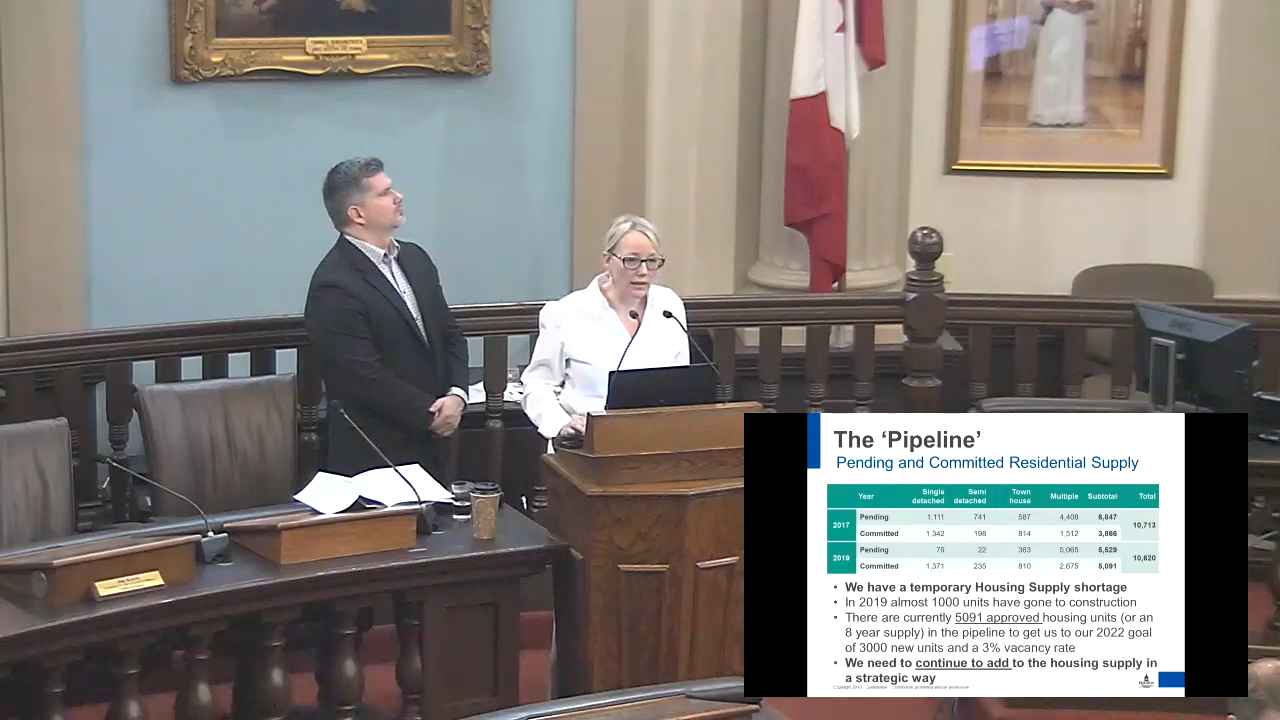 The 'Pipeline'
Pending and Committed Residential Supply
Year Single detached Semi detached Town house Multiple Subtotal Total
2017 Pending 1,111 741 587 4,408 6,847 10,713
Committed 1,342 198 814 1,512 3,866
2019 Pending 79 22 363 5,065 5,529 10,620
Committed 1,371 235 810 2,675 5,091
• We have a temporary Housing Supply shortage
• In 2019 almost 1000 units have gone to construction
• There are currently 5091 approved housing units (or an
8 year supply) in the pipeline to get us to our 2022 goal
of 3000 new units and a 3% vacancy rate
• We need to continue to add to the housing supply in
a strategic way